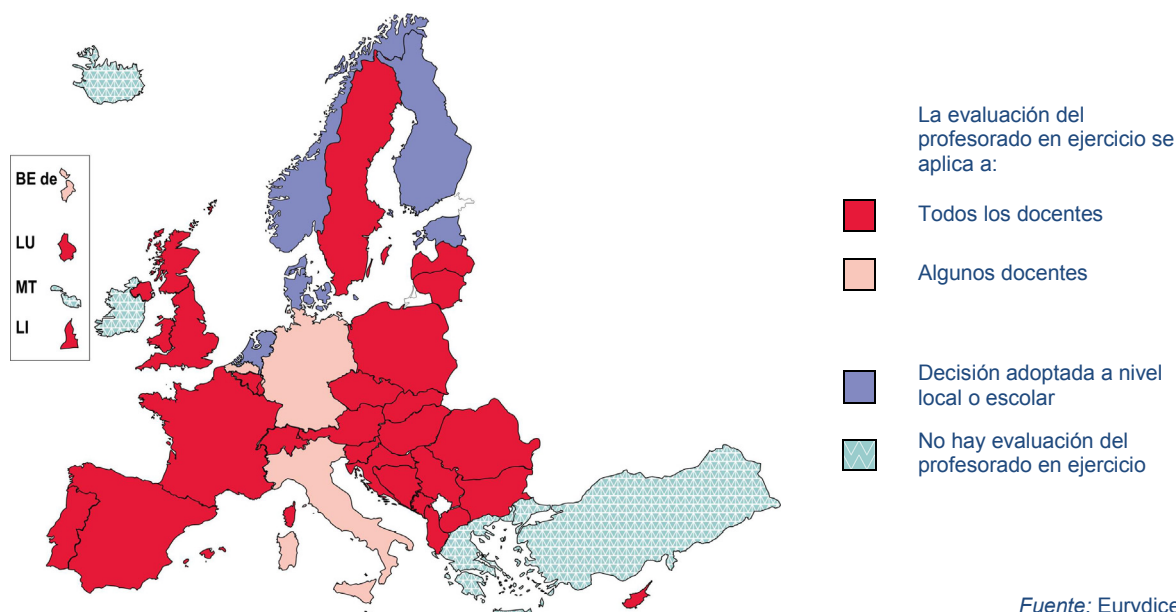 BE de
LU
MT
LI
La evaluación del
profesorado en ejercicio se
aplica a:
Todos los docentes
Algunos docentes
Decisión adoptada a nivel
local o escolar
No hay evaluación del
profesorado en ejercicio
Fuente: Eurydice